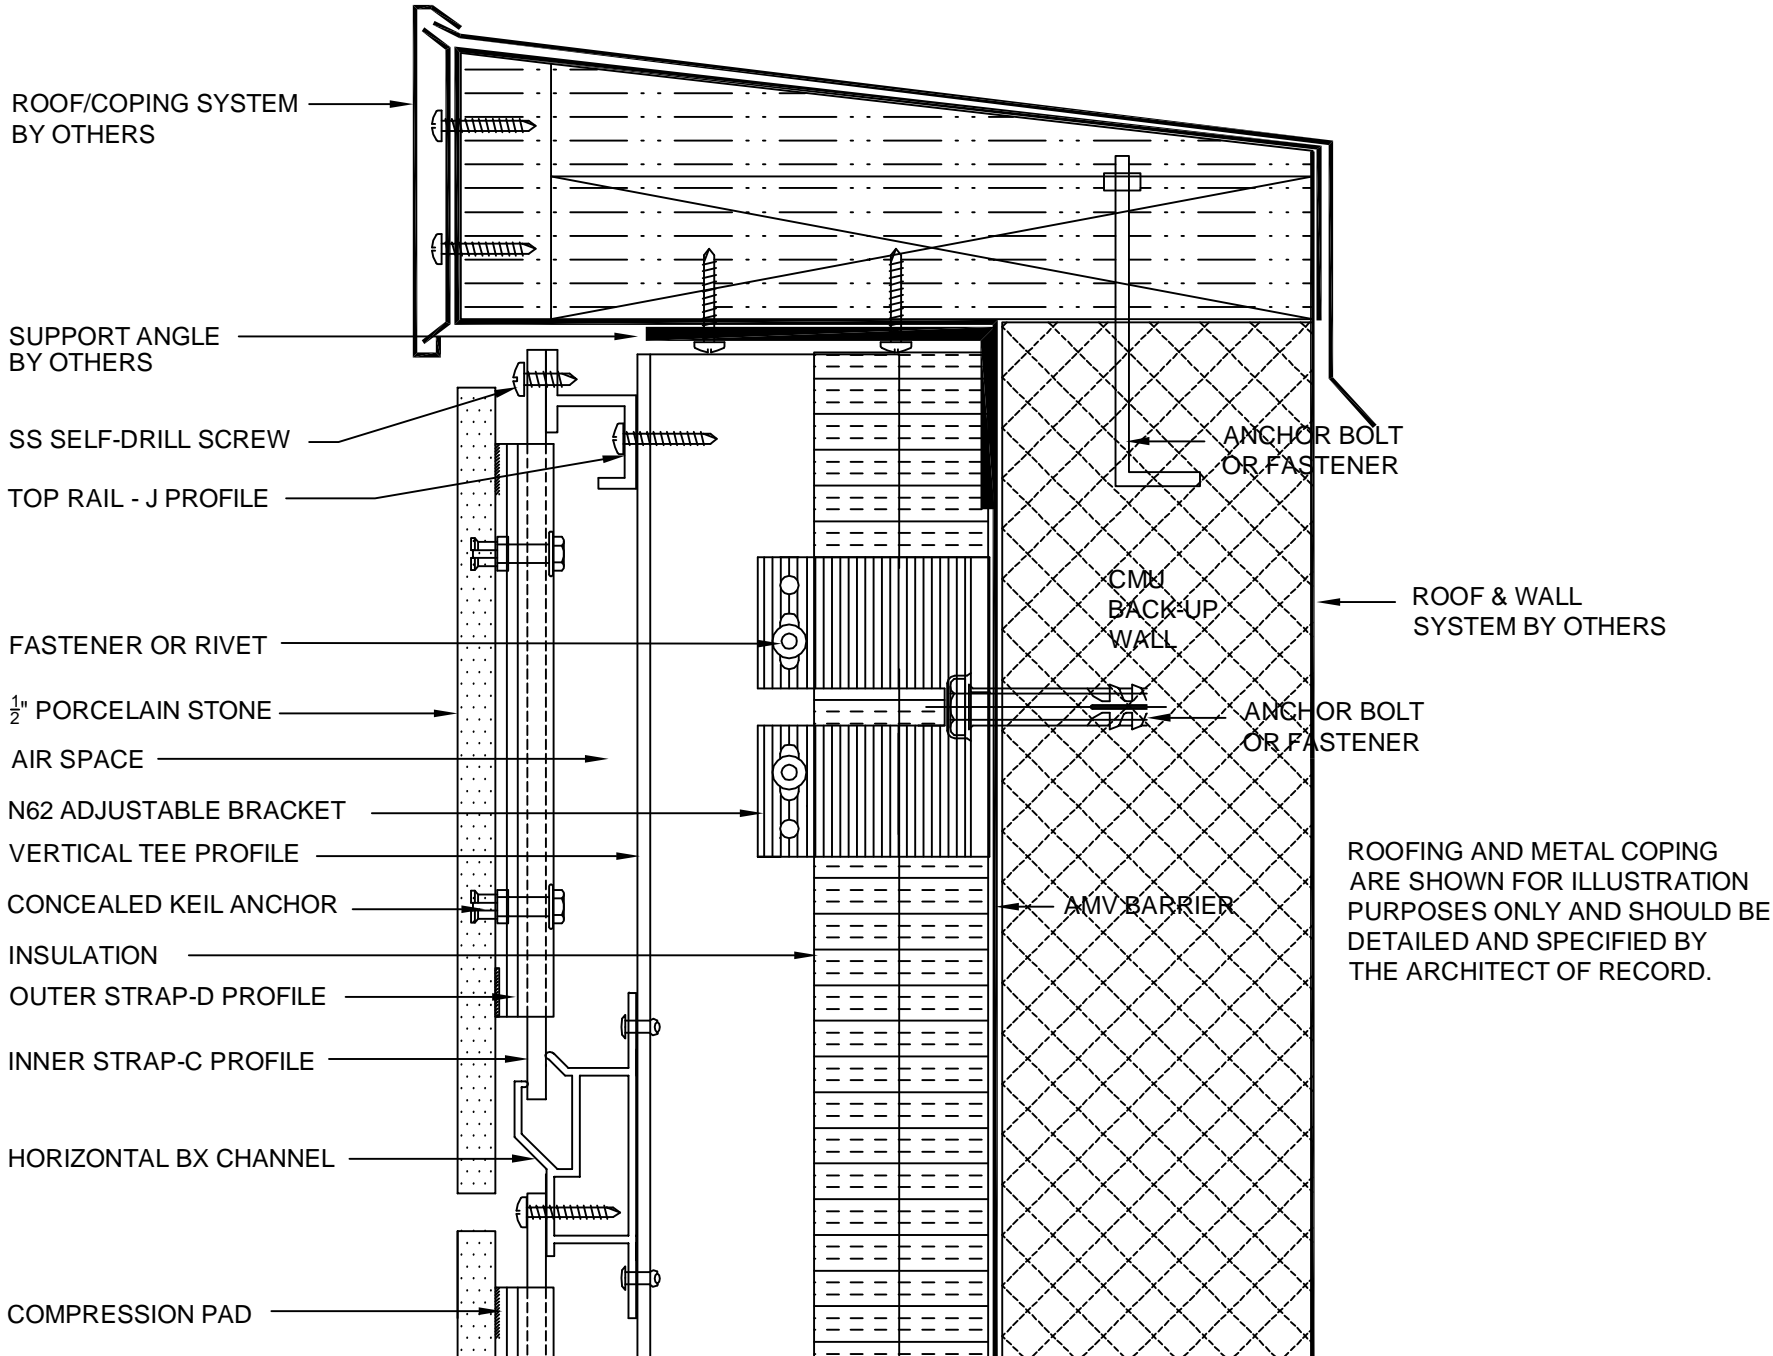 ROOF/COPING SYSTEM
BY OTHERS
SUPPORT ANGLE
BY OTHERS
SS SELF-DRILL SCREW
TOP RAIL - J PROFILE
FASTENER OR RIVET
1/2" PORCELAIN STONE
AIR SPACE
N62 ADJUSTABLE BRACKET
VERTICAL TEE PROFILE
CONCEALED KEIL ANCHOR
INSULATION
OUTER STRAP-D PROFILE
INNER STRAP-C PROFILE
HORIZONTAL BX CHANNEL
COMPRESSION PAD
ANCHOR BOLT
OR FASTENER
CMU
BACK-UP
WALL
ROOF & WALL
SYSTEM BY OTHERS
ANCHOR BOLT
OR FASTENER
AMV BARRIER
ROOFING AND METAL COPING
ARE SHOWN FOR ILLUSTRATION
PURPOSES ONLY AND SHOULD BE
DETAILED AND SPECIFIED BY
THE ARCHITECT OF RECORD.